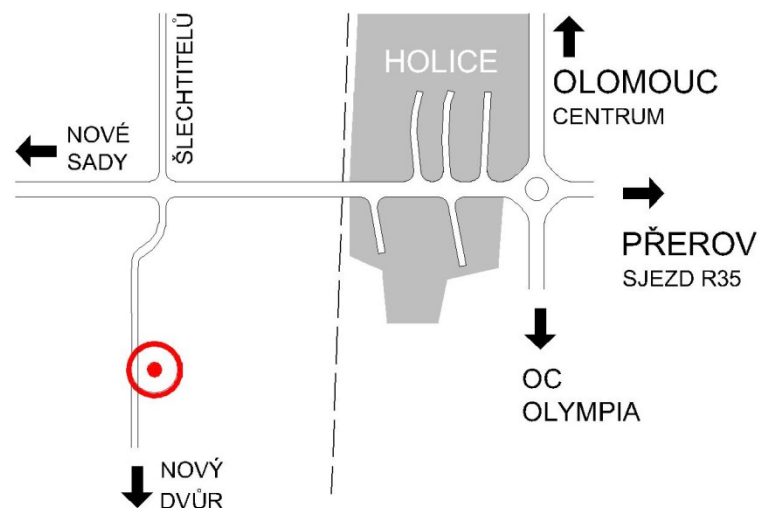 HOLICE
ŠLECHTITELŮ
OLOMOUC
CENTRUM
NOVÉ
SADY
PŘEROV
SJEZD R35
OC
OLYMPIA
NOVÝ
DVŮR